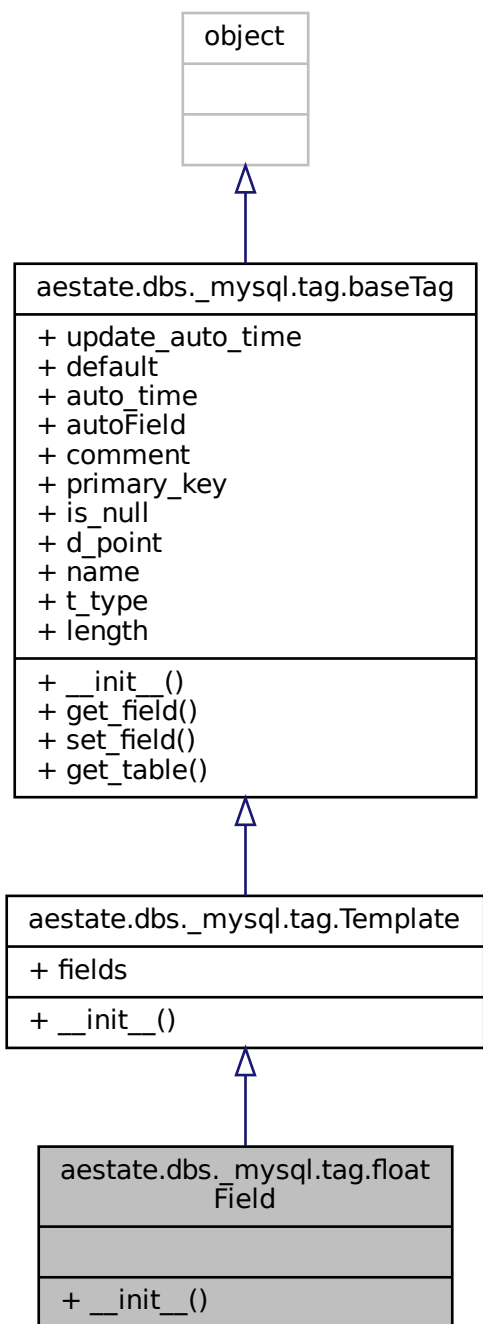 object
aestate.dbs._mysql.tag.baseTag
+ update_auto_time
+ default
+ auto_time
+ autoField
+ comment
+ primary_key
+ is_null
+ d_point
+ name
+ t_type
+ length
+ __init__()
+ get_field()
+ set_field()
+ get_table()
aestate.dbs._mysql.tag.Template
+ fields
+ __init__()
aestate.dbs._mysql.tag.float
Field
+ __init__()